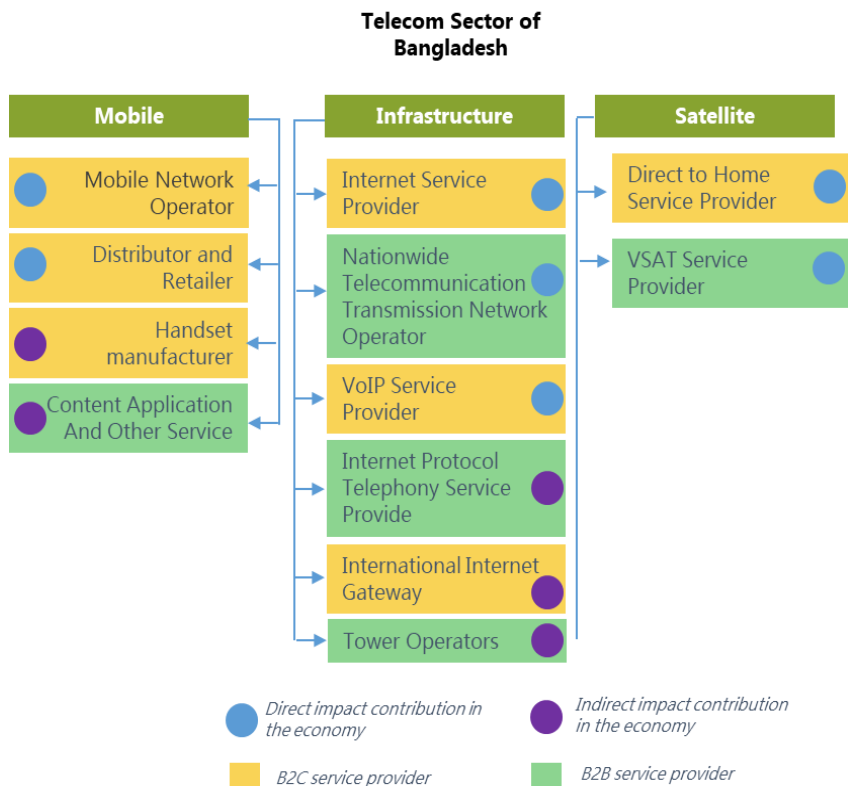 Telecom Sector of
Bangladesh
Mobile
Mobile Network
Operator
Distributor and
Retailer
Handset
manufacturer
Content Application
And Other Service
Infrastructure
Internet Service
Provider
Nationwide
Telecommunication
Transmission Network
Operator
VoIP Service
Provider
Internet Protocol
Telephony Service
Provide
International Internet
Gateway
Tower Operators
Satellite
Direct to Home
Service Provider
VSAT Service
Provider
Direct impact contribution in
the economy
Indirect impact contribution
in the economy
B2C service provider
B2B service provider